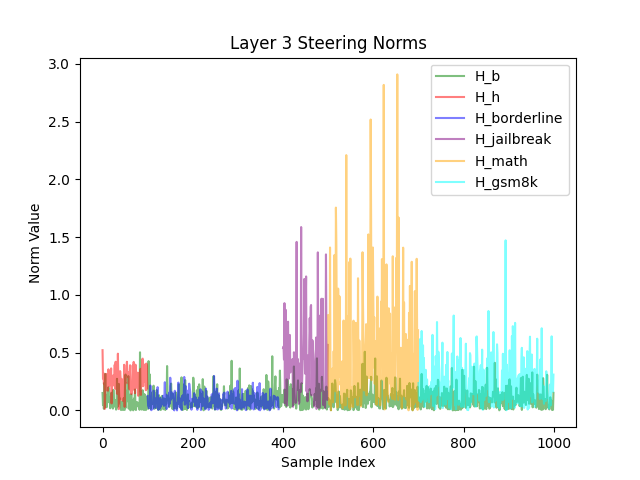 Layer 3 Steering Norms
3.0
2.5
2.0
1.5
1.0
0.5
0.0
Norm Value
H_b
H_h
H_borderline
H_jailbreak
H_math
H_gsm8k
0
200
400
600
800
1000
Sample Index